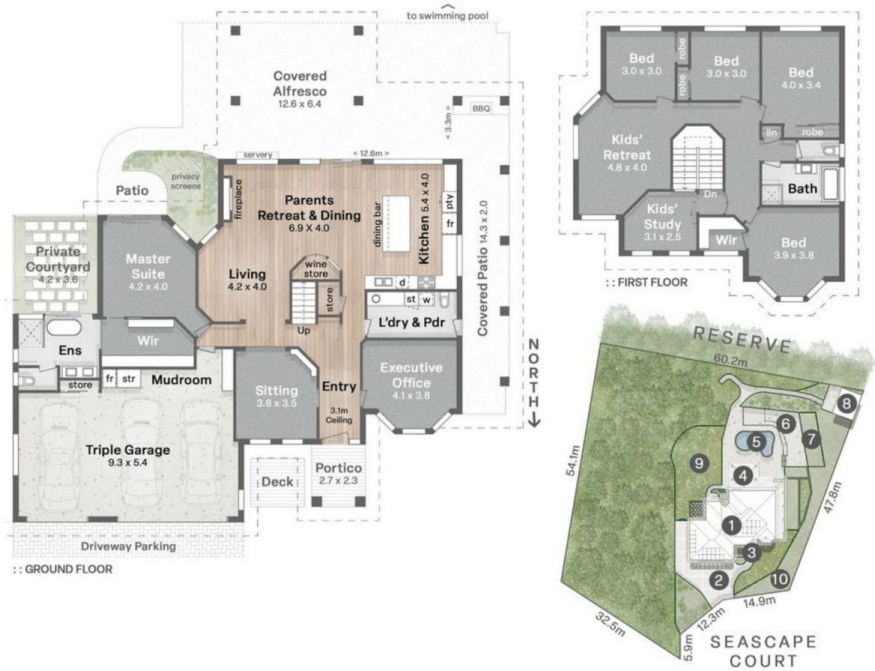 to swimming pool
Covered
Alfresco
12.6 x 6.4
BBQ
< 3.3m >
servery
< 12.6m >
privacy
screens
Patio
fireplace
Parents
Retreat & Dining
6.9 x 4.0
dining bar
Kitchen 5.4 x 4.0
pty
fr
Private
Courtyard
4.2 x 3.6
Master
Suite
4.2 x 4.0
Living
4.2 x 4.0
wine
store
store
Up
d
st
w
L'dry & Pdr
Covered Patio 14.3 x 2.0
Ens
Wir
store
fr
str
Mudroom
Sitting
3.8 x 3.5
Entry
3.1m
Ceiling
Executive
Office
4.1 x 3.8
NORTH
Triple Garage
9.3 x 5.4
Deck
Portico
2.7 x 2.3
Driveway Parking
:: GROUND FLOOR
Bed
3.0 x 3.0
robe
robe
Bed
3.0 x 3.0
Bed
4.0 x 3.4
robe
lin
Kids'
Retreat
4.8 x 4.0
Dn
Bath
Kids'
Study
3.1 x 2.5
Wir
Bed
3.9 x 3.8
:: FIRST FLOOR
RESERVE
60.2m
54.1m
47.8m
8
6
7
5
9
4
1
3
2
10
14.9m
12.3m
5.9m
32.5m
SEASCAPE
COURT